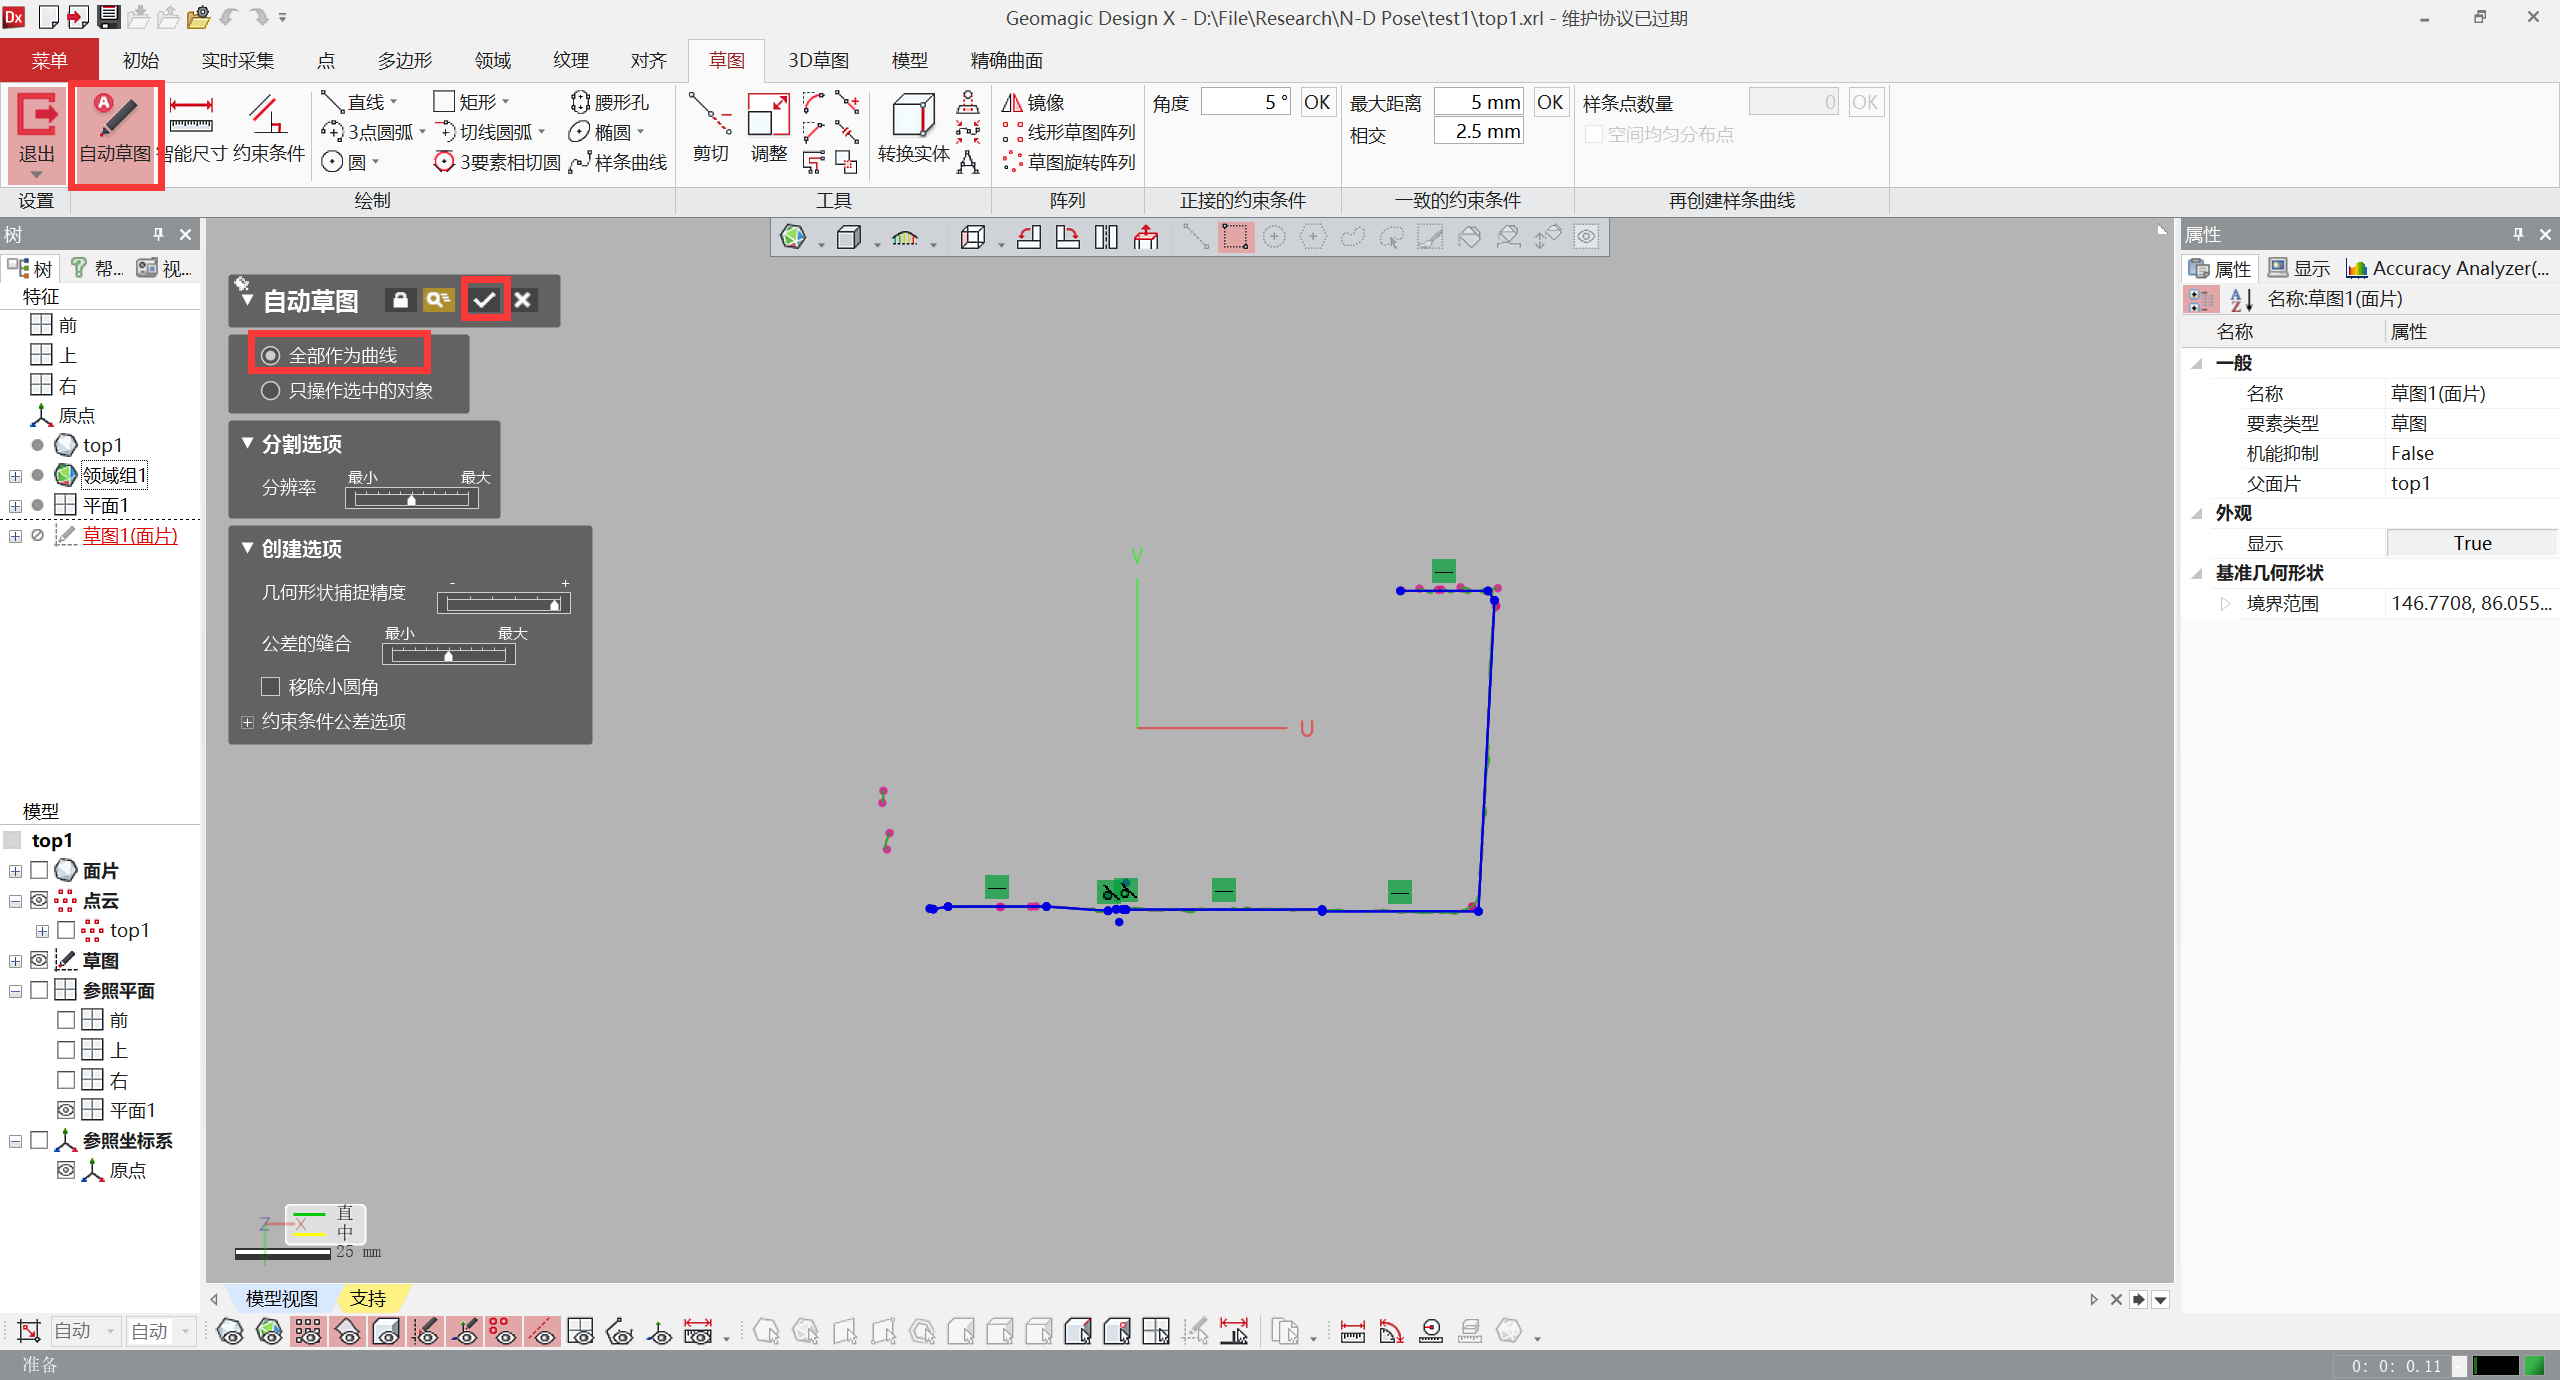 Geomagic Design X - D:\File\Research\N-D Pose\test1\top1.xrl - 维护协议已过期
菜单 初始 实时采集 点 多边形 领域 纹理 对齐 草图 3D草图 模型 精确曲面
退出 自动草图 智能尺寸 约束条件
直线 矩形 腰形孔
3点圆弧 切线圆弧 椭圆
圆 3要素相切圆 样条曲线
剪切 调整 转换实体
镜像
线形草图阵列
草图旋转阵列
角度 5 ° OK
最大距离 5 mm OK
相交 2.5 mm
样条点数量 0 OK
空间均匀分布点
设置 绘制 工具 阵列 正接的约束条件 一致的约束条件 再创建样条曲线
树
树 帮... 视...
特征
前
上
右
原点
top1
领域组1
平面1
草图1(面片)
模型
top1
面片
点云
top1
草图
参照平面
前
上
右
平面1
参照坐标系
原点
自动草图
全部作为曲线
只操作选中的对象
分割选项
最小 最大
分辨率
创建选项
- +
几何形状捕捉精度
最小 最大
公差的缝合
移除小圆角
约束条件公差选项
V
U
Z X
直
中
25 mm
属性
属性 显示 Accuracy Analyzer(...
名称:草图1(面片)
名称 属性
一般
名称 草图1(面片)
要素类型 草图
机能抑制 False
父面片 top1
外观
显示 True
基准几何形状
境界范围 146.7708, 86.055...
模型视图 支持
自动 自动
准备
0: 0: 0.11